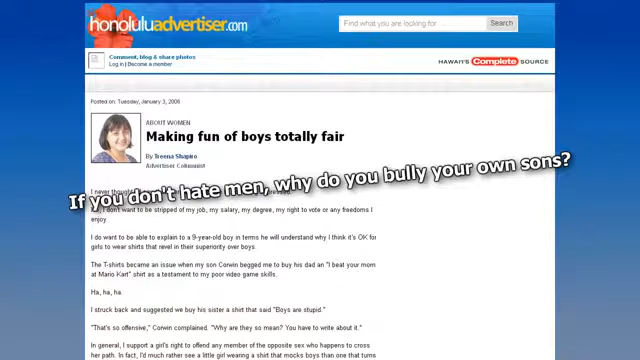 honoluluadvertiser.com
Find what you are looking for...
Search
Comment, blog & share photos
Log in | Become a member
HAWAII'S Complete SOURCE
Posted on: Tuesday, January 3, 2006
ABOUT WOMEN
Making fun of boys totally fair
By Treena Shapiro
Advertiser Columnist
If you don't hate men, why do you bully your own sons?
I never thought
I don't want to be stripped of my job, my salary, my degree, my right to vote or any freedoms I
enjoy.
I do want to be able to explain to a 9-year-old boy in terms he will understand why I think it's OK for
girls to wear shirts that revel in their superiority over boys.
The T-shirts became an issue when my son Corwin begged me to buy his dad an "I beat your mom
at Mario Kart" shirt as a testament to my poor video game skills.
Ha, ha, ha.
I struck back and suggested we buy his sister a shirt that said "Boys are stupid."
"That's so offensive," Corwin complained. "Why are they so mean? You have to write about it."
In general, I support a girl's right to offend any member of the opposite sex who happens to cross
her path. In fact, I'd much rather see a little girl wearing a shirt that mocks boys than one that turns